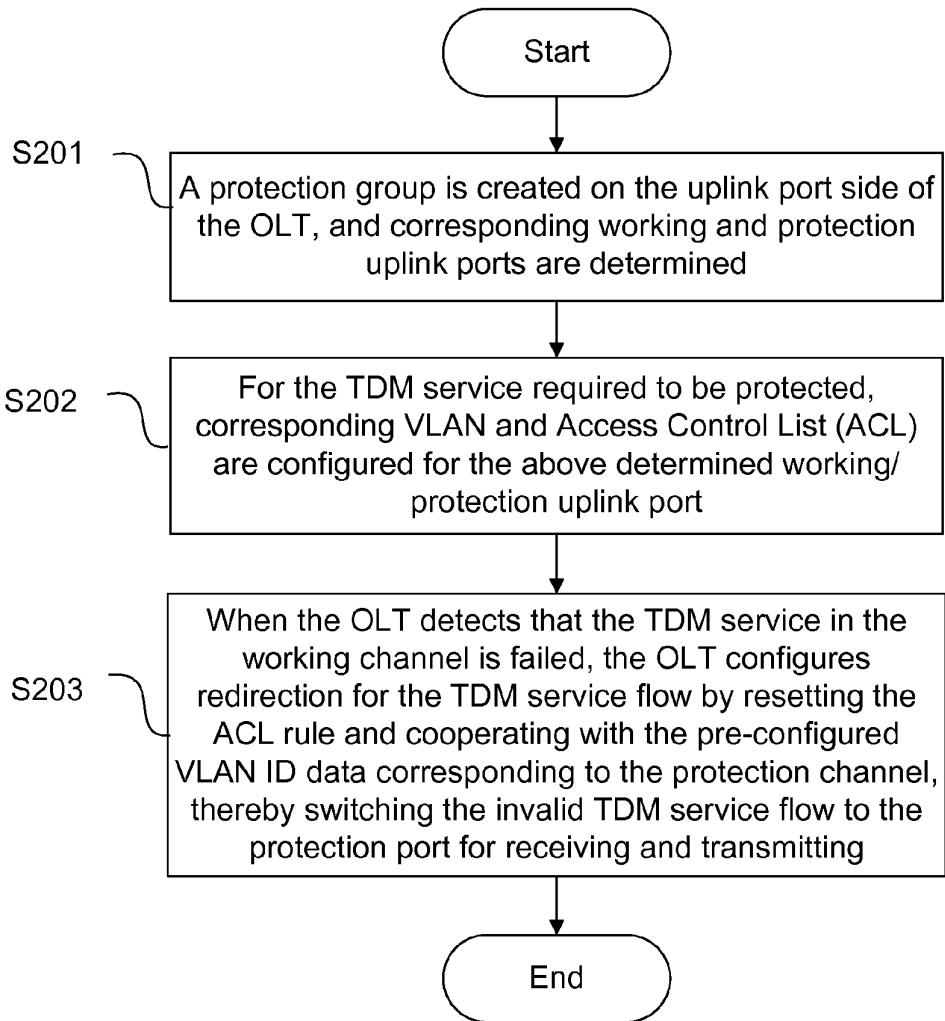 Start
S201
A protection group is created on the uplink port side of
the OLT, and corresponding working and protection
uplink ports are determined
S202
For the TDM service required to be protected,
corresponding VLAN and Access Control List (ACL)
are configured for the above determined working/
protection uplink port
S203
When the OLT detects that the TDM service in the
working channel is failed, the OLT configures
redirection for the TDM service flow by resetting the
ACL rule and cooperating with the pre-configured
VLAN ID data corresponding to the protection channel,
thereby switching the invalid TDM service flow to the
protection port for receiving and transmitting
End